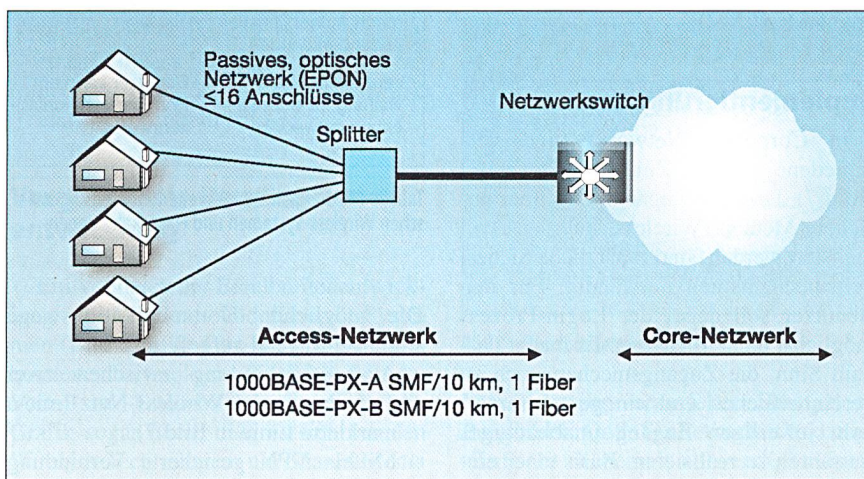 Passives, optisches
Netzwerk (EPON)
≤16 Anschlüsse
Splitter
Netzwerkswitch
Access-Netzwerk
Core-Netzwerk
1000BASE-PX-A SMF/10 km, 1 Fiber
1000BASE-PX-B SMF/10 km, 1 Fiber